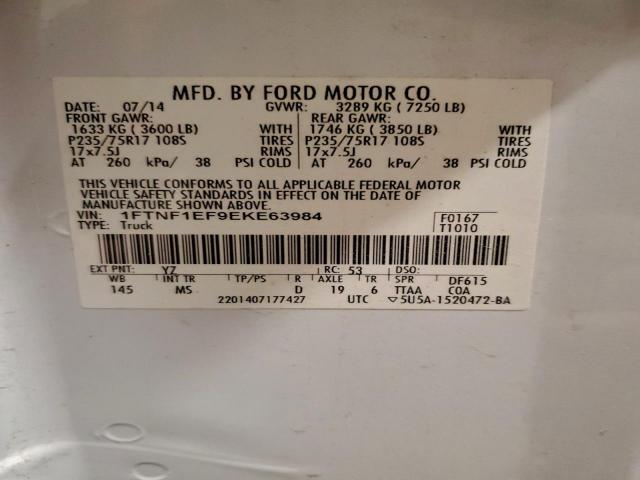 MFD. BY FORD MOTOR CO.
DATE: 07/14 GVWR: 3289 KG ( 7250 LB)
FRONT GAWR: REAR GAWR:
1633 KG ( 3600 LB) WITH 1746 KG ( 3850 LB) WITH
P235/75R17 108S TIRES P235/75R17 108S TIRES
17x7.5J RIMS 17x7.5J RIMS
AT 260 kPa/ 38 PSI COLD AT 260 kPa/ 38 PSI COLD
THIS VEHICLE CONFORMS TO ALL APPLICABLE FEDERAL MOTOR
VEHICLE SAFETY STANDARDS IN EFFECT ON THE DATE OF
MANUFACTURE SHOWN ABOVE.
VIN: 1FTNF1EF9EKE63984 F0167
TYPE: Truck T1010
EXT PNT: YZ RC: 53 DSO:
WB INT TR TP/PS R AXLE TR SPR DF615
145 MS D 19 6 TTAA COA
2201407177427 UTC ▽5U5A-1520472-BA